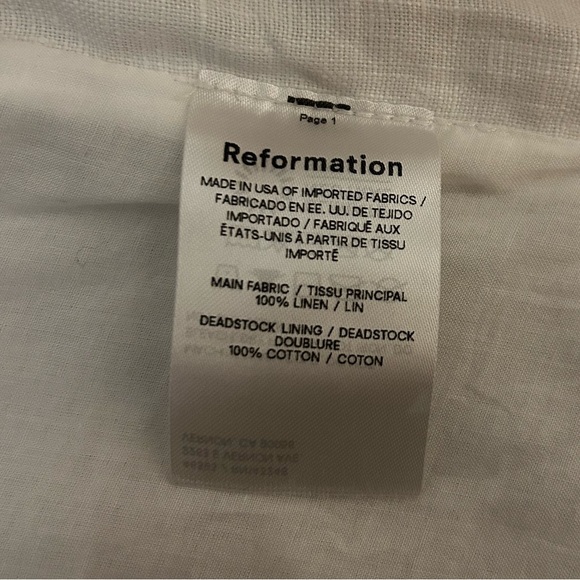 Page 1
Reformation
MADE IN USA OF IMPORTED FABRICS /
FABRICADO EN EE. UU. DE TEJIDO
IMPORTADO / FABRIQUÉ AUX
ÉTATS-UNIS À PARTIR DE TISSU
IMPORTÉ
MAIN FABRIC / TISSU PRINCIPAL
100% LINEN / LIN
DEADSTOCK LINING / DEADSTOCK
DOUBLURE
100% COTTON / COTON